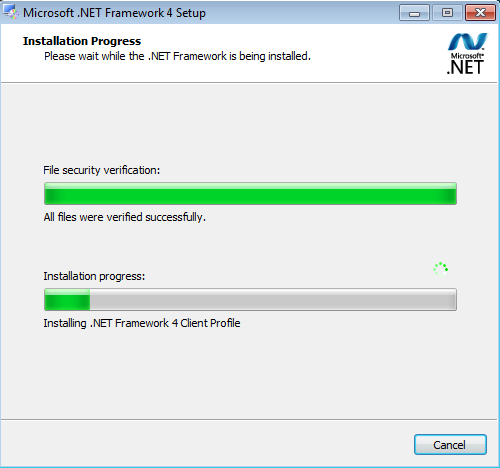 Microsoft .NET Framework 4 Setup
Installation Progress
Please wait while the .NET Framework is being installed.
Microsoft®
.NET
File security verification:
All files were verified successfully.
Installation progress:
Installing .NET Framework 4 Client Profile
Cancel